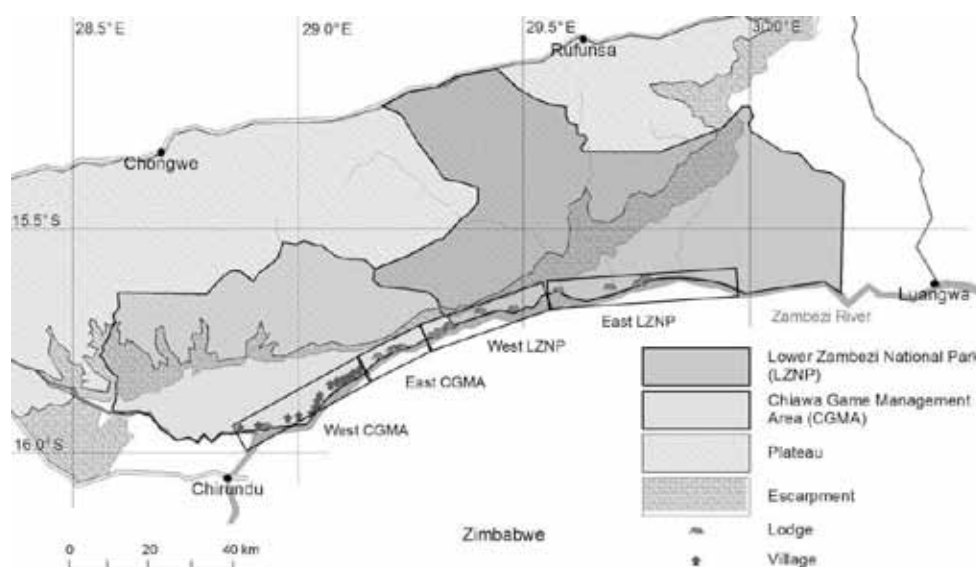 28.5°E
29.0°E
29.5°E
30.0°E
Rufunsa
Chongwe
15.5°S
Luangwa
Zambezi River
East LZNP
West LZNP
East CGMA
West CGMA
16.0°S
Chirundu
Zimbabwe
0 20 40 km
Lower Zambezi National Park
(LZNP)
Chiawa Game Management
Area (CGMA)
Plateau
Escarpment
Lodge
Village